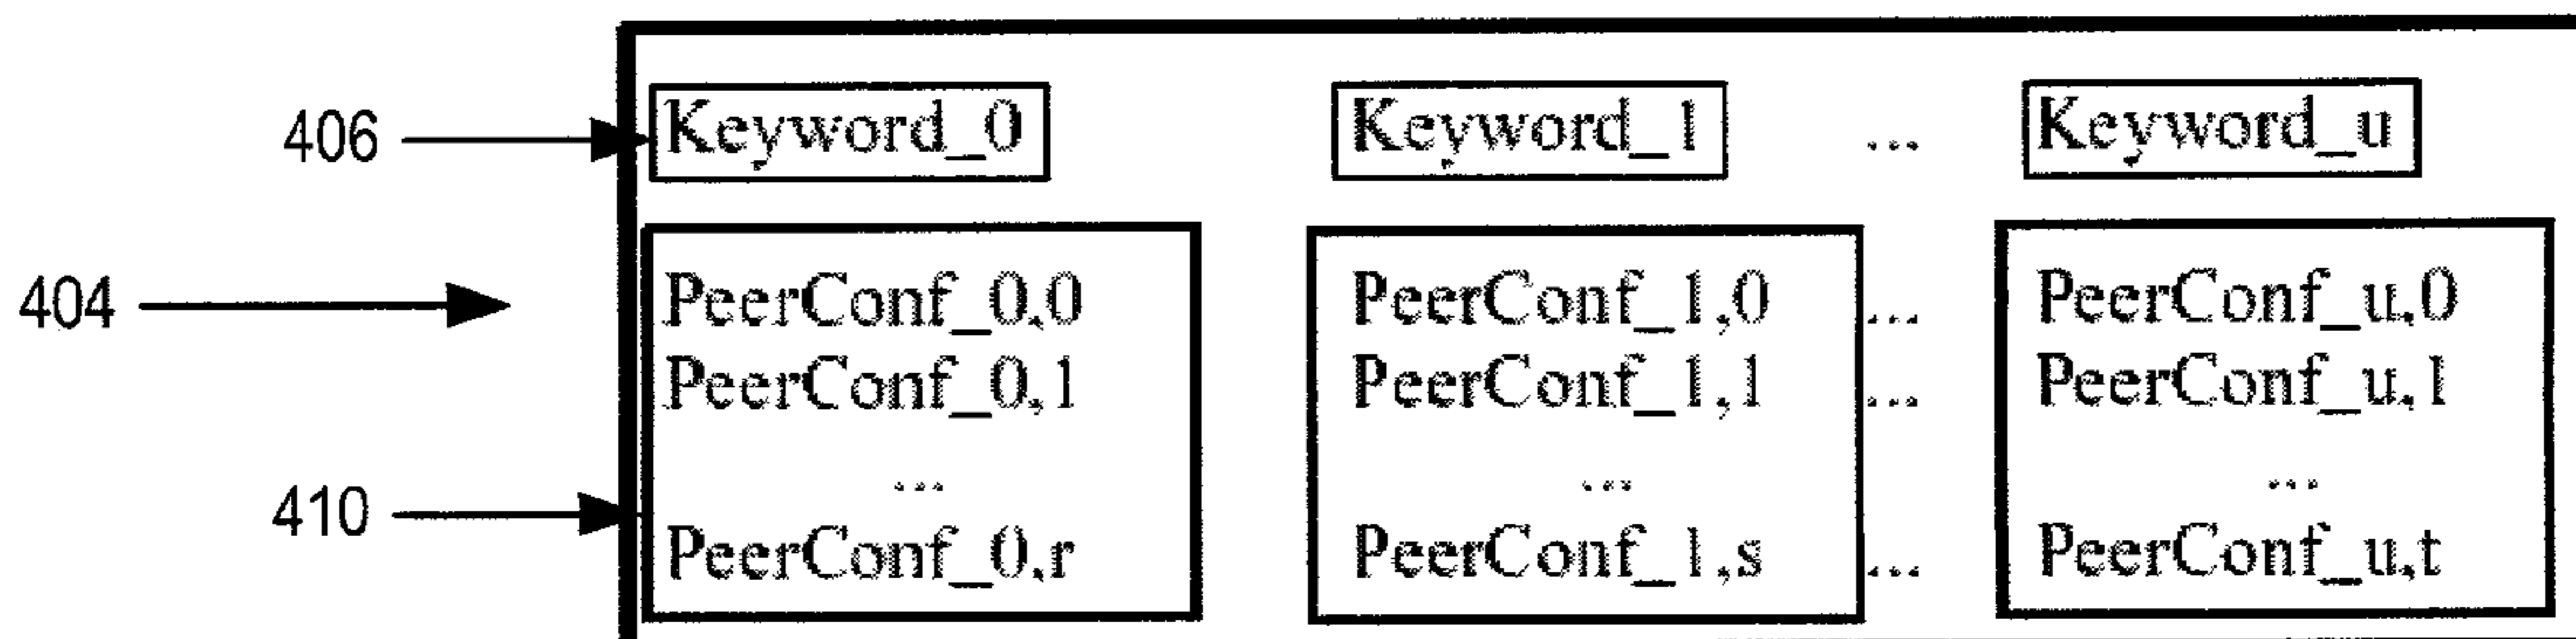 406 Keyword_0 Keyword_1 ... Keyword_u
404 PeerConf_0,0 PeerConf_1,0 ... PeerConf_u,0
PeerConf_0,1 PeerConf_1,1 ... PeerConf_u,1
... ... ...
410
PeerConf_0,r PeerConf_1,s ... PeerConf_u,t